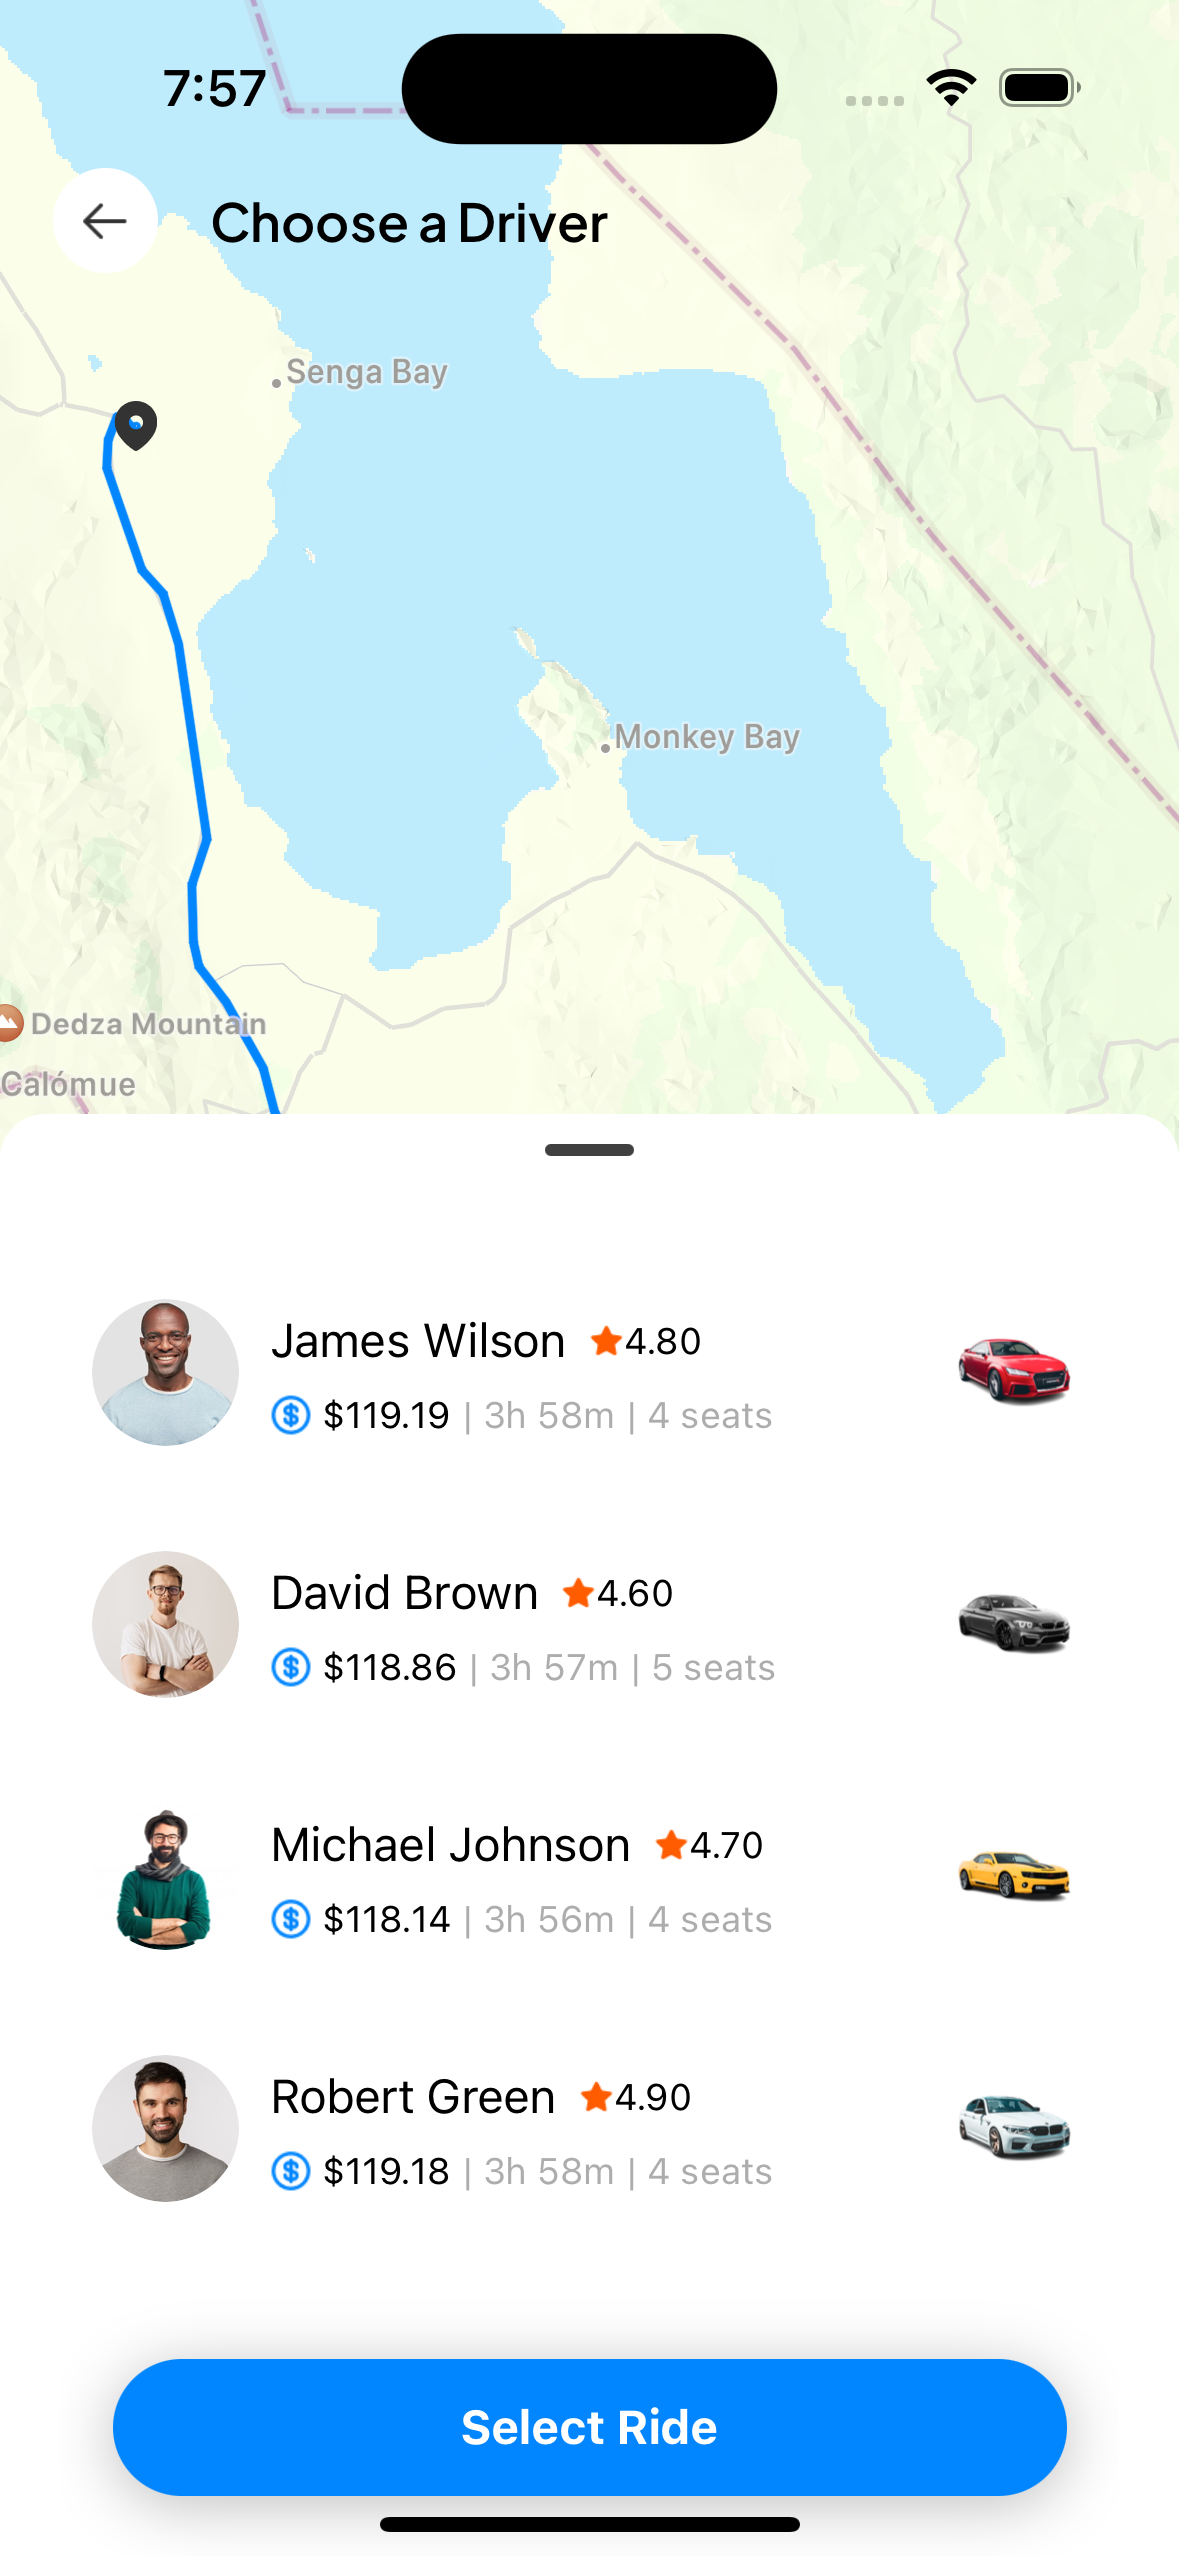 7:57
Choose a Driver
Senga Bay
Monkey Bay
Dedza Mountain
Calómue
James Wilson 4.80
$119.19 | 3h 58m | 4 seats
David Brown 4.60
$118.86 | 3h 57m | 5 seats
Michael Johnson 4.70
$118.14 | 3h 56m | 4 seats
Robert Green 4.90
$119.18 | 3h 58m | 4 seats
Select Ride